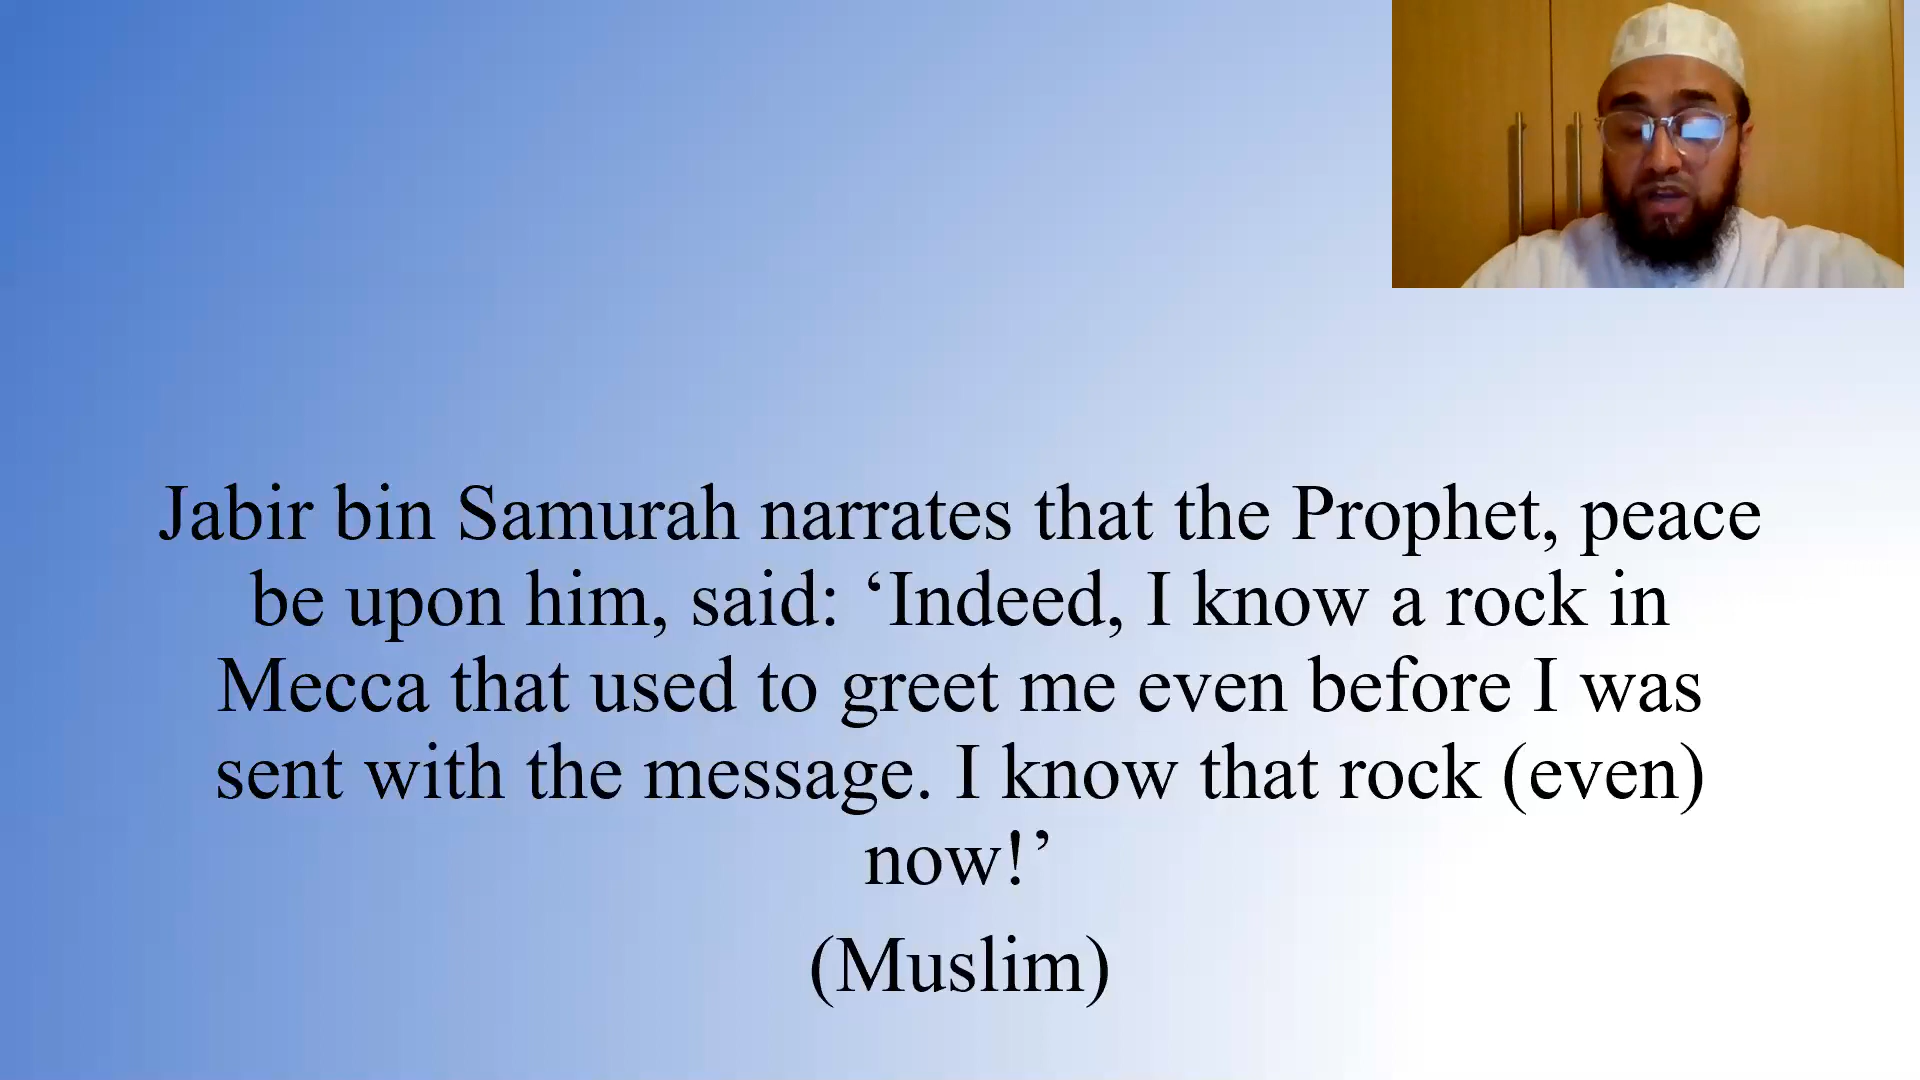 Jabir bin Samurah narrates that the Prophet, peace
be upon him, said: ‘Indeed, I know a rock in
Mecca that used to greet me even before I was
sent with the message. I know that rock (even)
now!’
(Muslim)